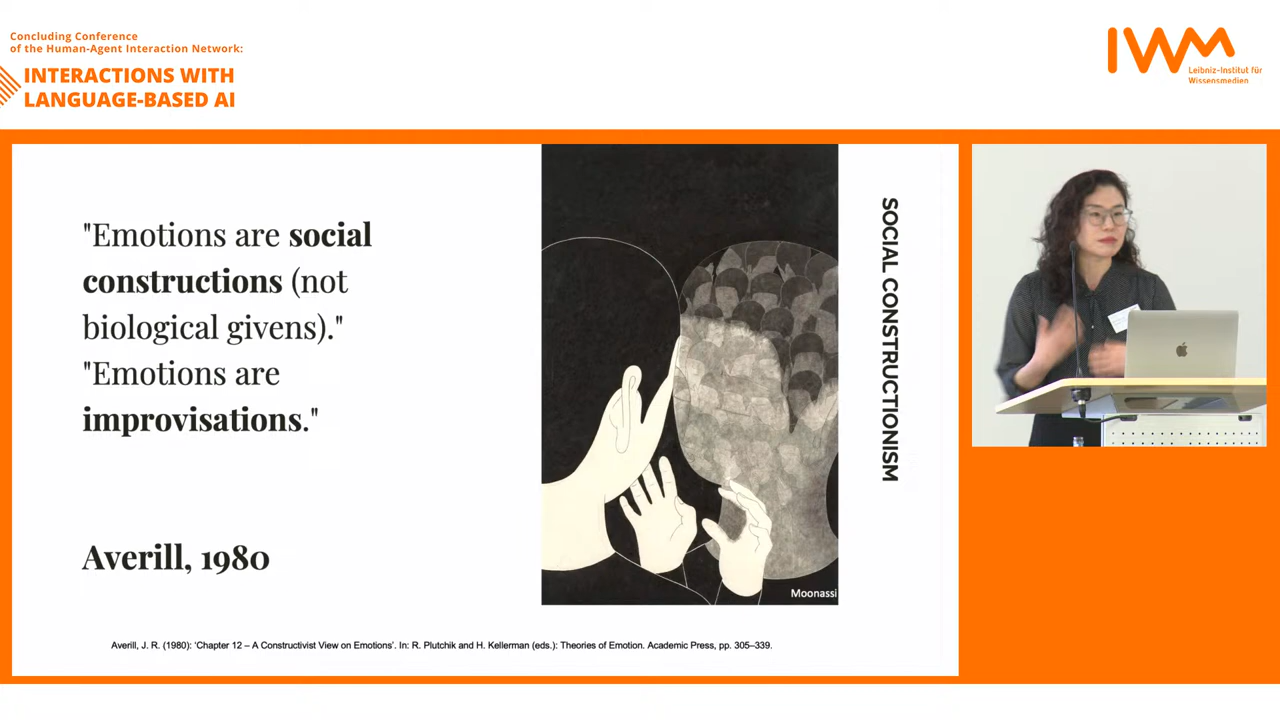 Concluding Conference
of the Human-Agent Interaction Network:
INTERACTIONS WITH
LANGUAGE-BASED AI
IWM
Leibniz-Institut für
Wissensmedien
"Emotions are social
constructions (not
biological givens)."
"Emotions are
improvisations."
Averill, 1980
Moonassi
SOCIAL CONSTRUCTIONISM
Averill, J. R. (1980): 'Chapter 12 – A Constructivist View on Emotions'. In: R. Plutchik and H. Kellerman (eds.): Theories of Emotion. Academic Press, pp. 305–339.